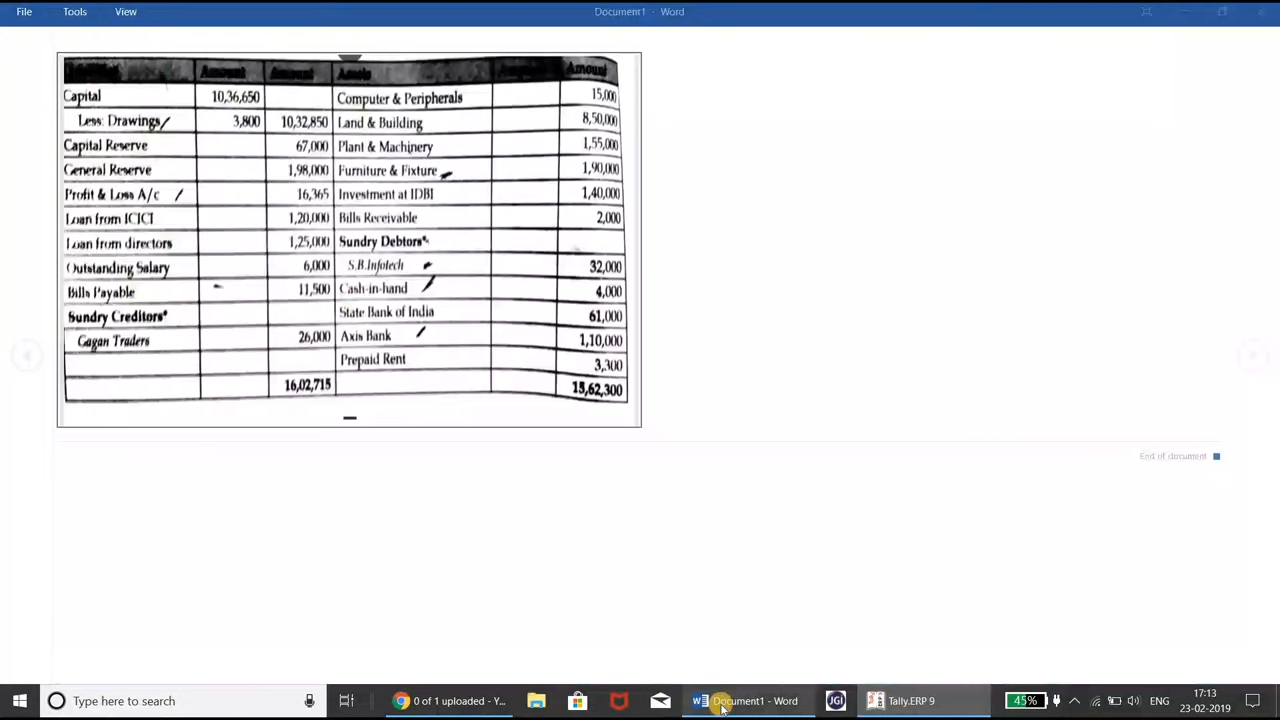 File Tools View Document1 - Word
Amount Amount Assets Amount
Capital 10,36,650 Computer & Peripherals 15,000
Less: Drawings 3,800 10,32,850 Land & Building 8,50,000
Capital Reserve 67,000 Plant & Machinery 1,55,000
General Reserve 1,98,000 Furniture & Fixture 1,90,000
Profit & Loss A/c 16,365 Investment at IDBI 1,40,000
Loan from ICICI 1,20,000 Bills Receivable 2,000
Loan from directors 1,25,000 Sundry Debtors*
Outstanding Salary 6,000 S.B.Infotech 32,000
Bills Payable 11,500 Cash-in-hand 4,000
Sundry Creditors* State Bank of India 61,000
Gagan Traders 26,000 Axis Bank 1,10,000
Prepaid Rent 3,300
16,02,715 15,62,300
End of document
Type here to search 0 of 1 uploaded - Y... Document1 - Word JGI Tally.ERP 9 45% ENG 17:13
23-02-2019